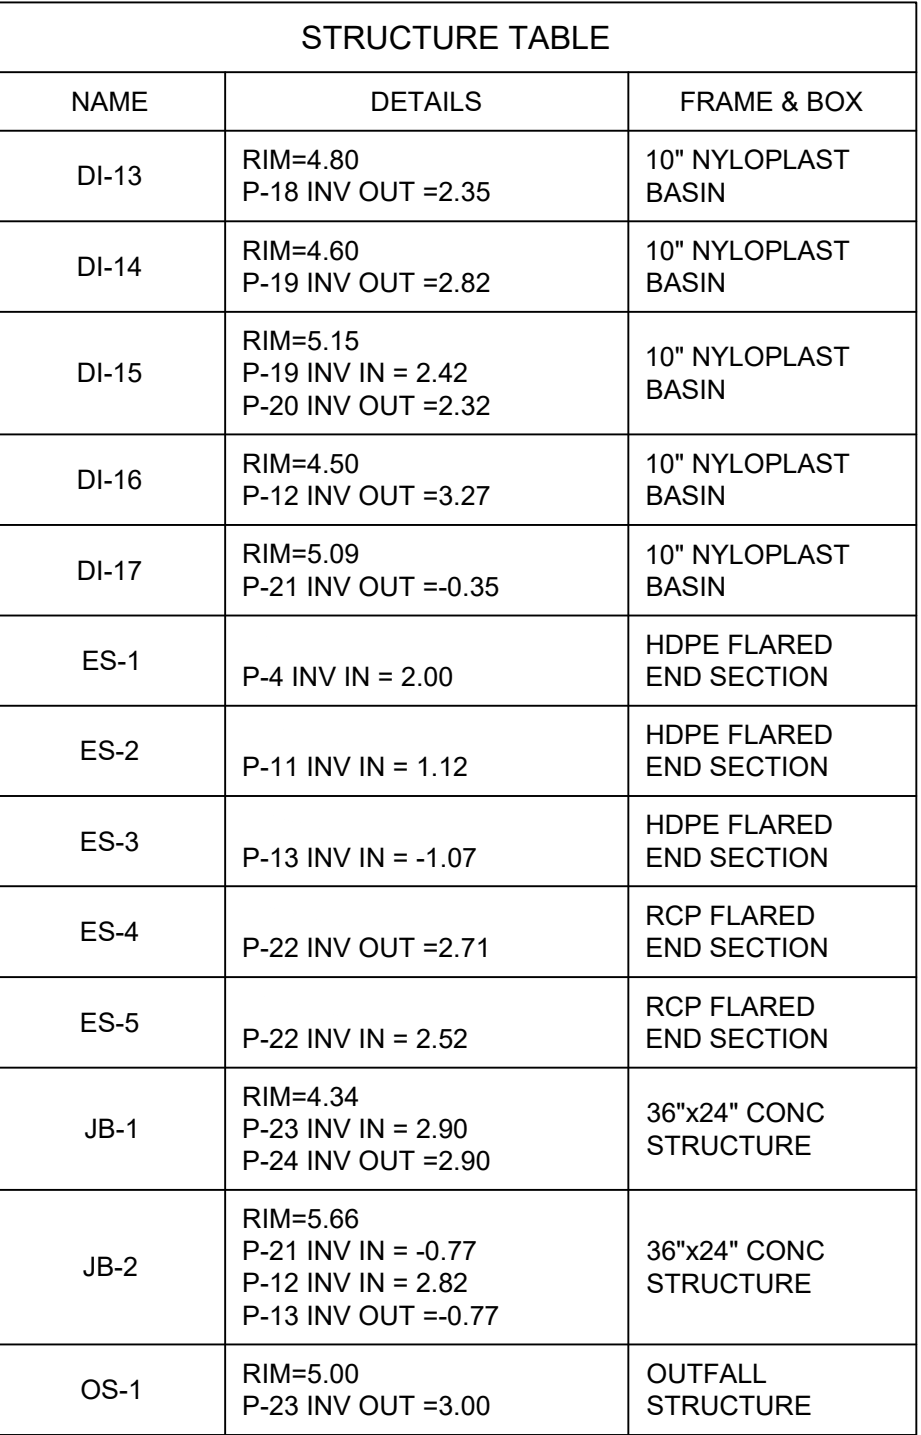 STRUCTURE TABLE
NAME
DETAILS
FRAME & BOX
DI-13
RIM=4.80
P-18 INV OUT =2.35
10" NYLOPLAST
BASIN
DI-14
RIM=4.60
P-19 INV OUT =2.82
10" NYLOPLAST
BASIN
DI-15
RIM=5.15
P-19 INV IN = 2.42
P-20 INV OUT =2.32
10" NYLOPLAST
BASIN
DI-16
RIM=4.50
P-12 INV OUT =3.27
10" NYLOPLAST
BASIN
DI-17
RIM=5.09
P-21 INV OUT =-0.35
10" NYLOPLAST
BASIN
ES-1
P-4 INV IN = 2.00
HDPE FLARED
END SECTION
ES-2
P-11 INV IN = 1.12
HDPE FLARED
END SECTION
ES-3
P-13 INV IN = -1.07
HDPE FLARED
END SECTION
ES-4
P-22 INV OUT =2.71
RCP FLARED
END SECTION
ES-5
P-22 INV IN = 2.52
RCP FLARED
END SECTION
JB-1
RIM=4.34
P-23 INV IN = 2.90
P-24 INV OUT =2.90
36"x24" CONC
STRUCTURE
JB-2
RIM=5.66
P-21 INV IN = -0.77
P-12 INV IN = 2.82
P-13 INV OUT =-0.77
36"x24" CONC
STRUCTURE
OS-1
RIM=5.00
P-23 INV OUT =3.00
OUTFALL
STRUCTURE